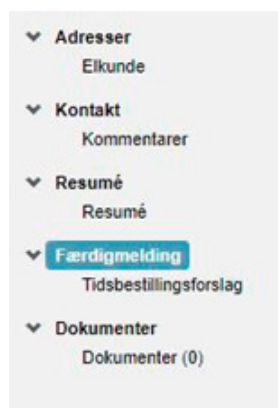 Adresser
Elkunde
Kontakt
Kommentarer
Resumé
Resumé
Færdigmelding
Tidsbestillingsforslag
Dokumenter
Dokumenter (0)